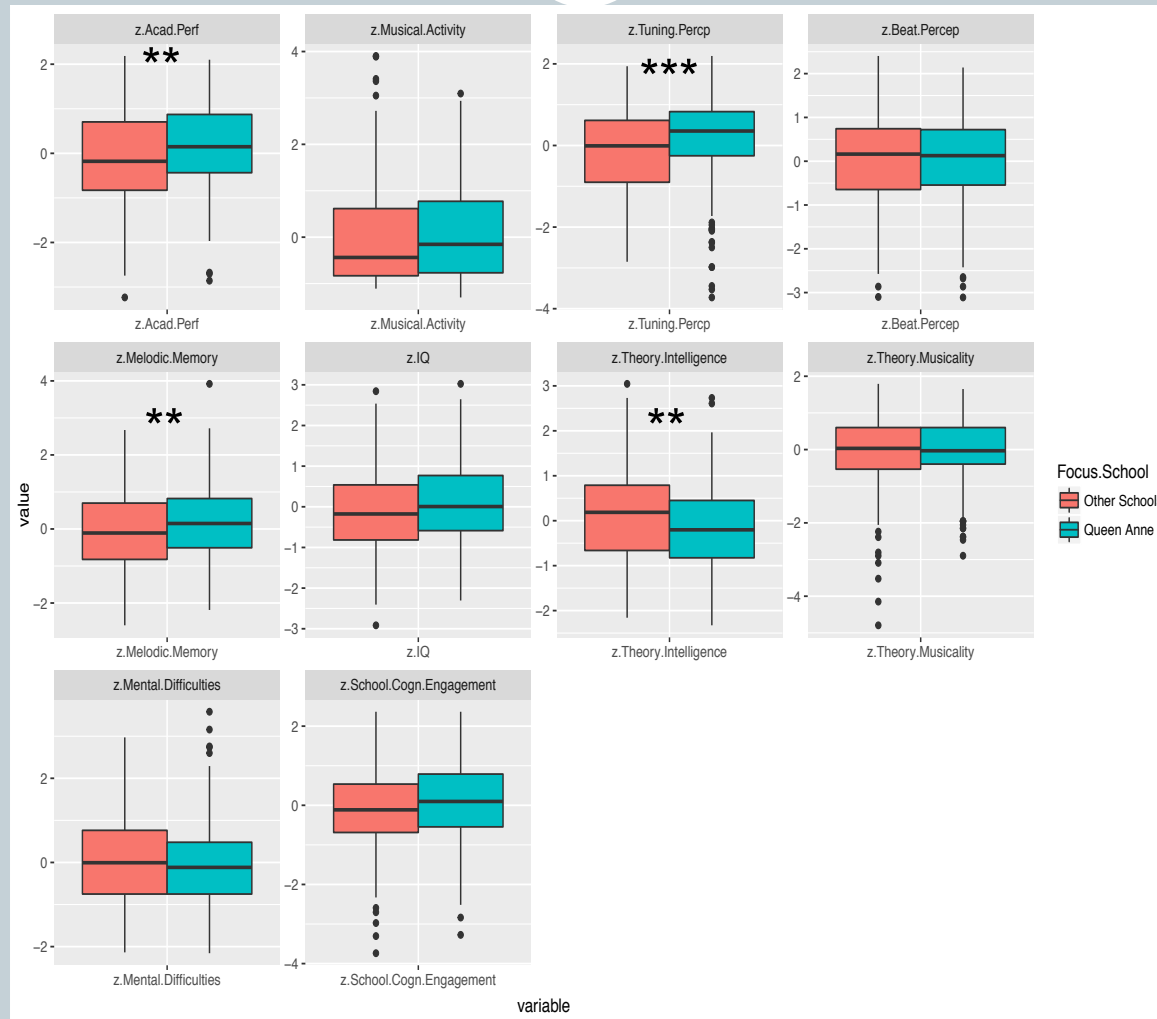 z.Acad.Perf
z.Musical.Activity
z.Tuning.Percp
z.Beat.Percep
2
**
0
−2
z.Acad.Perf
4
2
0
z.Musical.Activity
2
***
0
−2
−4
z.Tuning.Percp
2
1
0
−1
−2
−3
z.Beat.Percep
z.Melodic.Memory
z.IQ
z.Theory.Intelligence
z.Theory.Musicality
value
4
**
2
0
−2
z.Melodic.Memory
3
2
1
0
−1
−2
−3
z.IQ
3
**
2
1
0
−1
−2
z.Theory.Intelligence
2
0
−2
−4
z.Theory.Musicality
Focus.School
Other School
Queen Anne
z.Mental.Difficulties
z.School.Cogn.Engagement
2
0
−2
z.Mental.Difficulties
2
0
−2
−4
z.School.Cogn.Engagement
variable